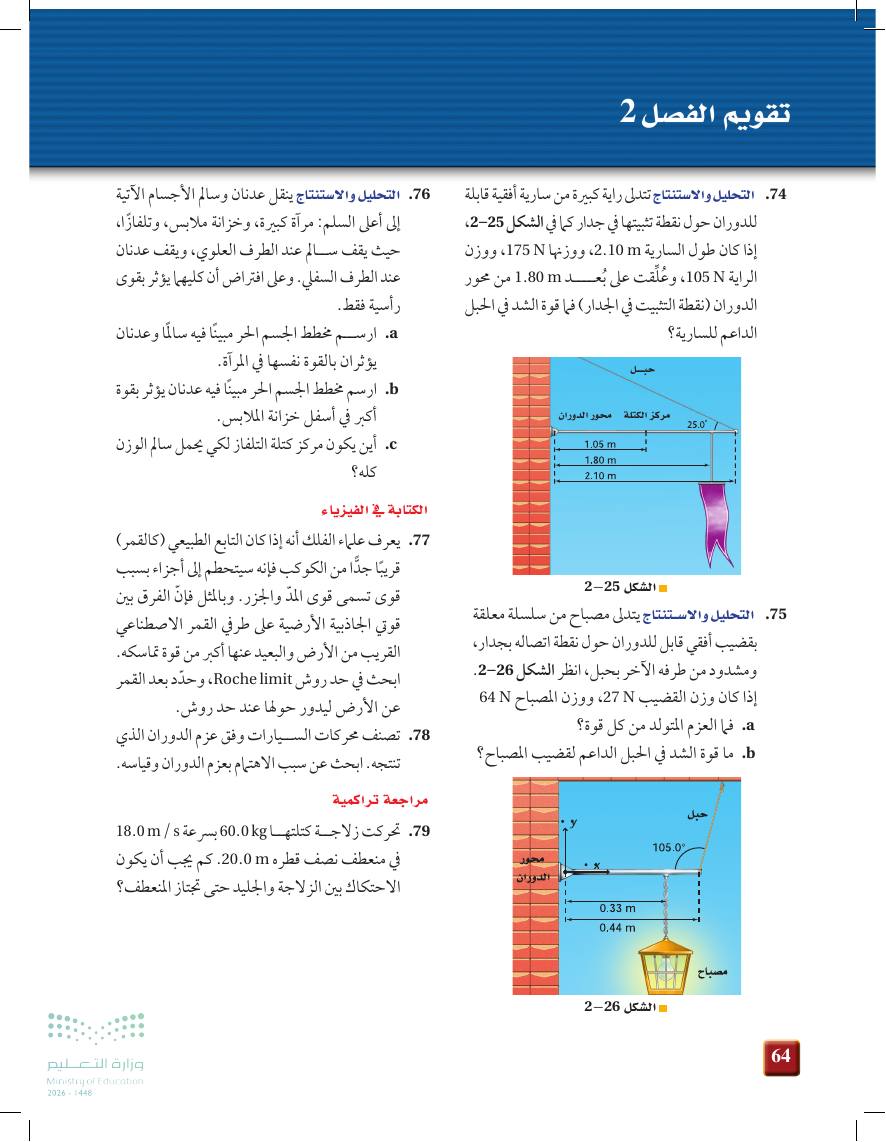 تقويم الفصل 2
74. التحليل والاستنتاج تتدلى راية كبيرة من سارية أفقية قابلة
للدوران حول نقطة تثبيتها في جدار كما في الشكل 25–2،
إذا كان طول السارية 2.10 m، ووزنها 175 N، ووزن
الراية 105 N، وعُلِّقت على بُعـــد 1.80 m من محور
الدوران (نقطة التثبيت في الجدار) فما قوة الشد في الحبل
الداعم للسارية؟
حبـل
محور الدوران مركز الكتلة
25.0°
1.05 m
1.80 m
2.10 m
الشكل 25–2
75. التحليل والاستنتاج يتدلى مصباح من سلسلة معلقة
بقضيب أفقي قابل للدوران حول نقطة اتصاله بجدار،
ومشدود من طرفه الآخر بحبل، انظر الشكل 26–2.
إذا كان وزن القضيب 27 N، ووزن المصباح 64 N
a. فما العزم المتولد من كل قوة؟
b. ما قوة الشد في الحبل الداعم لقضيب المصباح؟
حبل
y
105.0°
محور
الدوران
x
0.33 m
0.44 m
مصباح
الشكل 26–2
76. التحليل والاستنتاج ينقل عدنان وسالم الأجسام الآتية
إلى أعلى السلم: مرآة كبيرة، وخزانة ملابس، وتلفازًا،
حيث يقف ســالم عند الطرف العلوي، ويقف عدنان
عند الطرف السفلي. وعلى افتراض أن كليهما يؤثر بقوى
رأسية فقط.
a. ارســم مخطط الجسم الحر مبينًا فيه سالمًا وعدنان
يؤثران بالقوة نفسها في المرآة.
b. ارسم مخطط الجسم الحر مبينًا فيه عدنان يؤثر بقوة
أكبر في أسفل خزانة الملابس.
c. أين يكون مركز كتلة التلفاز لكي يحمل سالم الوزن
كله؟
الكتابة في الفيزياء
77. يعرف علماء الفلك أنه إذا كان التابع الطبيعي (كالقمر)
قريبًا جدًّا من الكوكب فإنه سيتحطم إلى أجزاء بسبب
قوى تسمى قوى المدّ والجزر. وبالمثل فإنّ الفرق بين
قوتي الجاذبية الأرضية على طرفي القمر الاصطناعي
القريب من الأرض والبعيد عنها أكبر من قوة تماسكه.
ابحث في حد روش Roche limit، وحدّد بعد القمر
عن الأرض ليدور حولها عند حد روش.
78. تصنف محركات الســيارات وفق عزم الدوران الذي
تنتجه. ابحث عن سبب الاهتمام بعزم الدوران وقياسه.
مراجعة تراكمية
79. تحركت زلاجــة كتلتهــا 60.0 kg بسرعة 18.0 m / s
في منعطف نصف قطره 20.0 m. كم يجب أن يكون
الاحتكاك بين الزلاجة والجليد حتى تجتاز المنعطف؟
وزارة التعـليم
Ministry of Education
2026 - 1448
64